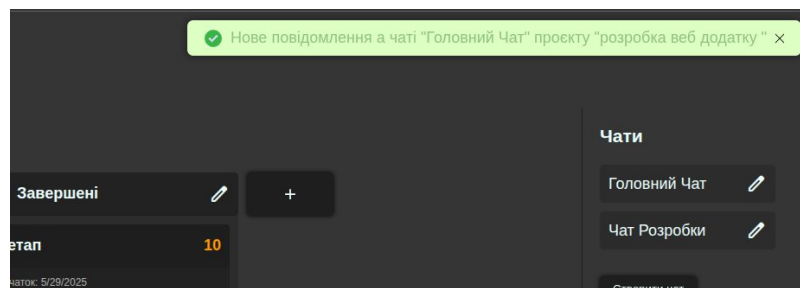 Нове повідомлення а чаті "Головний Чат" проєкту "розробка веб додатку "
Чати
Головний Чат
Чат Розробки
Завершені
+
етап 10
чаток: 5/29/2025